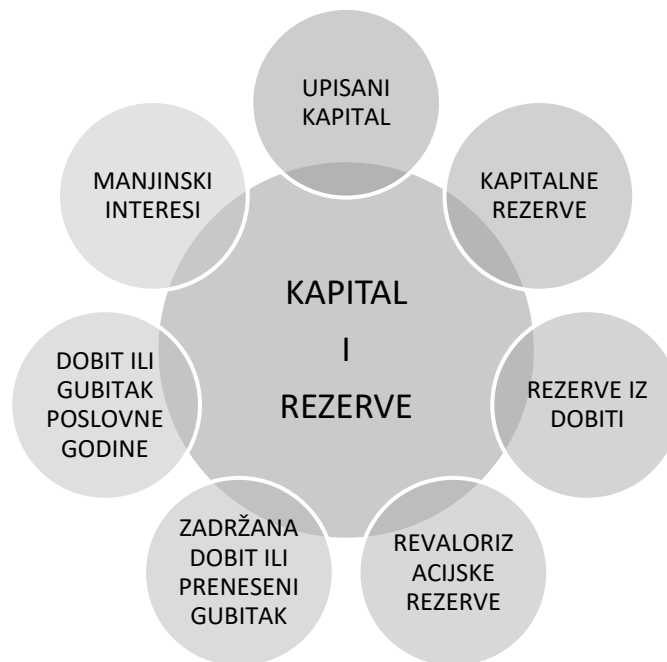 UPISANI
KAPITAL
KAPITALNE
REZERVE
REZERVE IZ
DOBITI
REVALORIZ
ACIJSKE
REZERVE
ZADRŽANA
DOBIT ILI
PRENESENI
GUBITAK
DOBIT ILI
GUBITAK
POSLOVNE
GODINE
MANJINSKI
INTERESI
KAPITAL
I
REZERVE